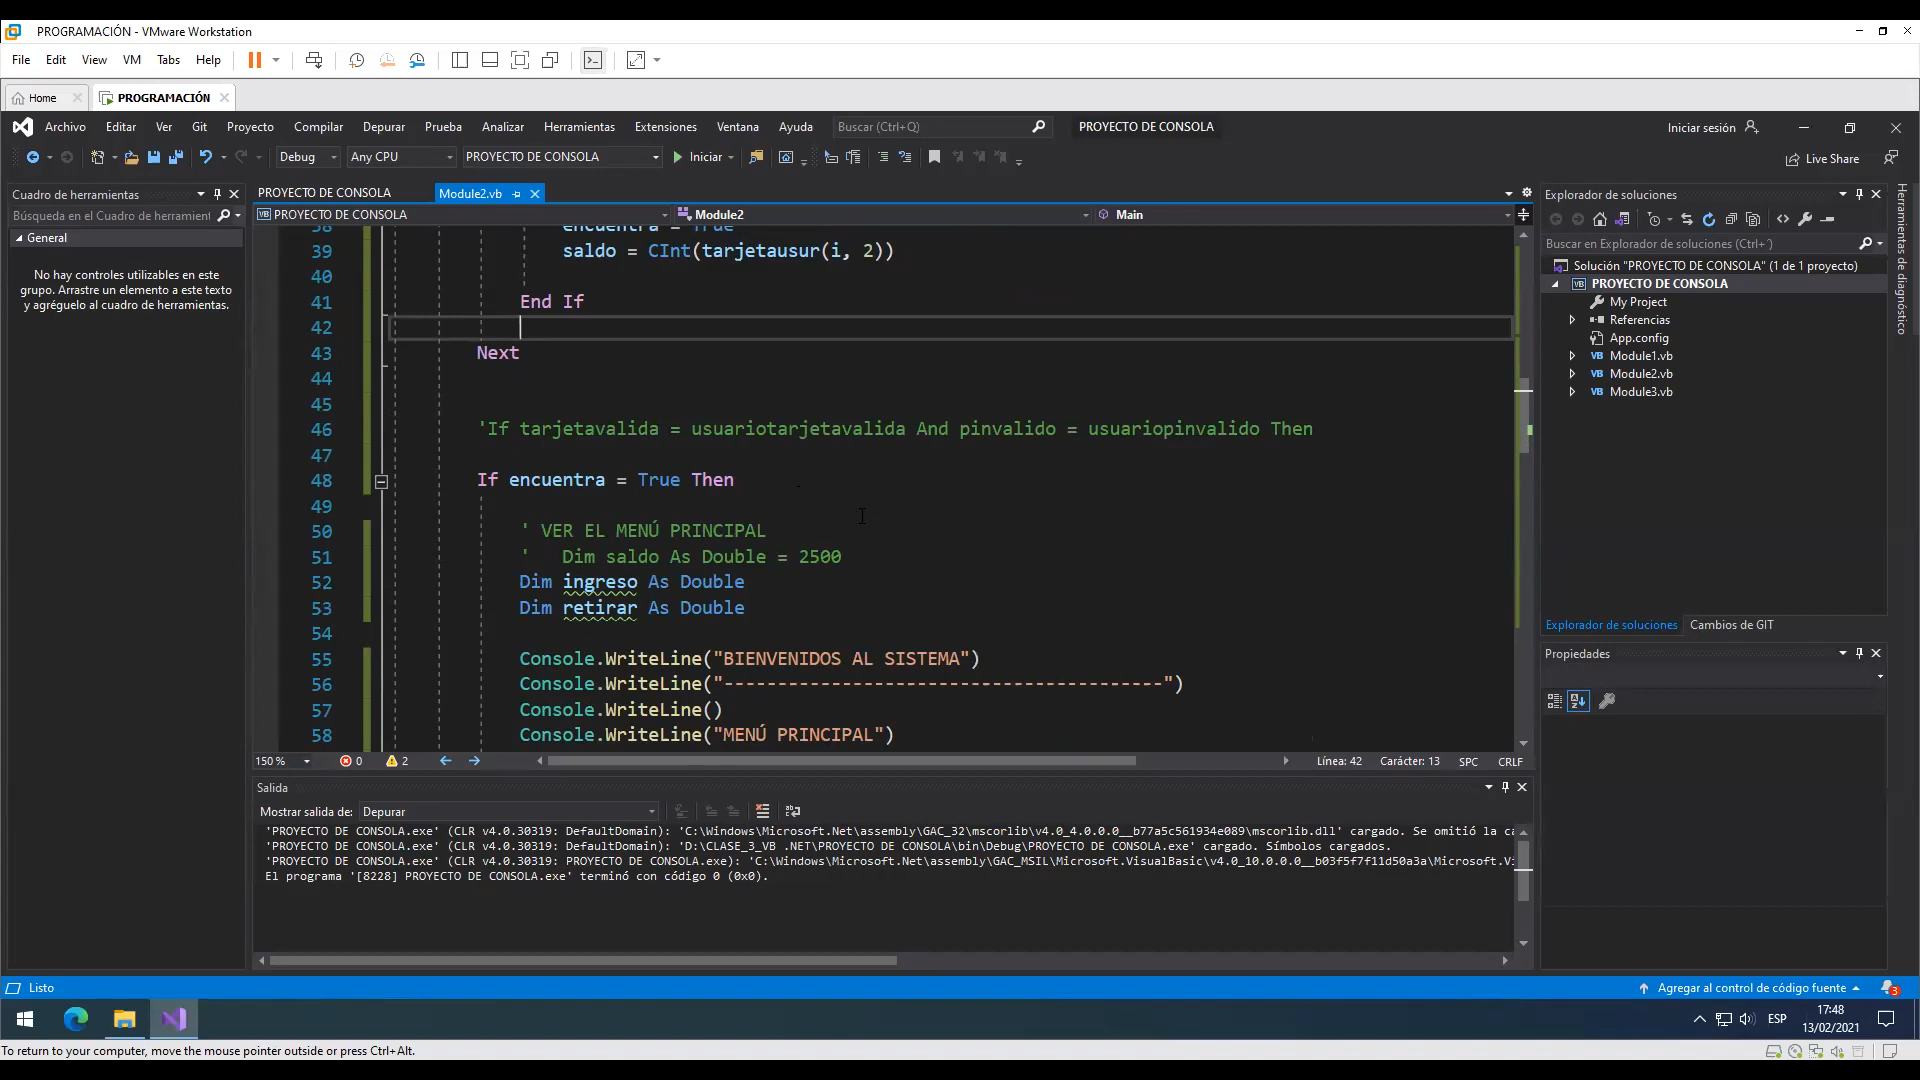 PROGRAMACIÓN - VMware Workstation
File Edit View VM Tabs Help
Home PROGRAMACIÓN
Archivo Editar Ver Git Proyecto Compilar Depurar Prueba Analizar Herramientas Extensiones Ventana Ayuda Buscar (Ctrl+Q) PROYECTO DE CONSOLA Iniciar sesión
Debug Any CPU PROYECTO DE CONSOLA Iniciar Live Share
Cuadro de herramientas
Búsqueda en el Cuadro de herramient
General
No hay controles utilizables en este
grupo. Arrastre un elemento a este texto
y agréguelo al cuadro de herramientas.
PROYECTO DE CONSOLA Module2.vb
PROYECTO DE CONSOLA Module2 Main
38 encuentra = True
39 saldo = CInt(tarjetausur(i, 2))
40
41 End If
42
43 Next
44
45
46 'If tarjetavalida = usuariotarjetavalida And pinvalido = usuariopinvalido Then
47
48 If encuentra = True Then
49
50 ' VER EL MENÚ PRINCIPAL
51 '   Dim saldo As Double = 2500
52 Dim ingreso As Double
53 Dim retirar As Double
54
55 Console.WriteLine("BIENVENIDOS AL SISTEMA")
56 Console.WriteLine("-----------------------------------------")
57 Console.WriteLine()
58 Console.WriteLine("MENÚ PRINCIPAL")
150 % 0 2 Línea: 42 Carácter: 13 SPC CRLF
Salida
Mostrar salida de: Depurar
'PROYECTO DE CONSOLA.exe' (CLR v4.0.30319: DefaultDomain): 'C:\Windows\Microsoft.Net\assembly\GAC_32\mscorlib\v4.0_4.0.0.0__b77a5c561934e089\mscorlib.dll' cargado. Se omitió la ca
'PROYECTO DE CONSOLA.exe' (CLR v4.0.30319: DefaultDomain): 'D:\CLASE_3_VB .NET\PROYECTO DE CONSOLA\bin\Debug\PROYECTO DE CONSOLA.exe' cargado. Símbolos cargados.
'PROYECTO DE CONSOLA.exe' (CLR v4.0.30319: PROYECTO DE CONSOLA.exe): 'C:\Windows\Microsoft.Net\assembly\GAC_MSIL\Microsoft.VisualBasic\v4.0_10.0.0.0__b03f5f7f11d50a3a\Microsoft.Vi
El programa '[8228] PROYECTO DE CONSOLA.exe' terminó con código 0 (0x0).
Explorador de soluciones
Buscar en Explorador de soluciones (Ctrl+´)
Solución "PROYECTO DE CONSOLA" (1 de 1 proyecto)
PROYECTO DE CONSOLA
My Project
Referencias
App.config
Module1.vb
Module2.vb
Module3.vb
Explorador de soluciones Cambios de GIT
Propiedades
Herramientas de diagnóstico
Listo Agregar al control de código fuente 3
ESP 17:48
13/02/2021
To return to your computer, move the mouse pointer outside or press Ctrl+Alt.